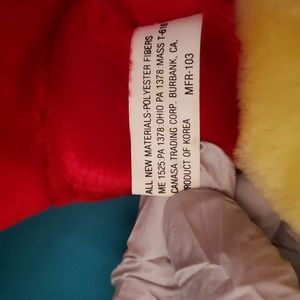 ALL NEW MATERIALS-POLYESTER FIBERS
ME 1525:PA 1378:OHIO PA 1378:MASS T-616
CANASA TRADING CORP. BURBANK, CA.
PRODUCT OF KOREA
MFR-103